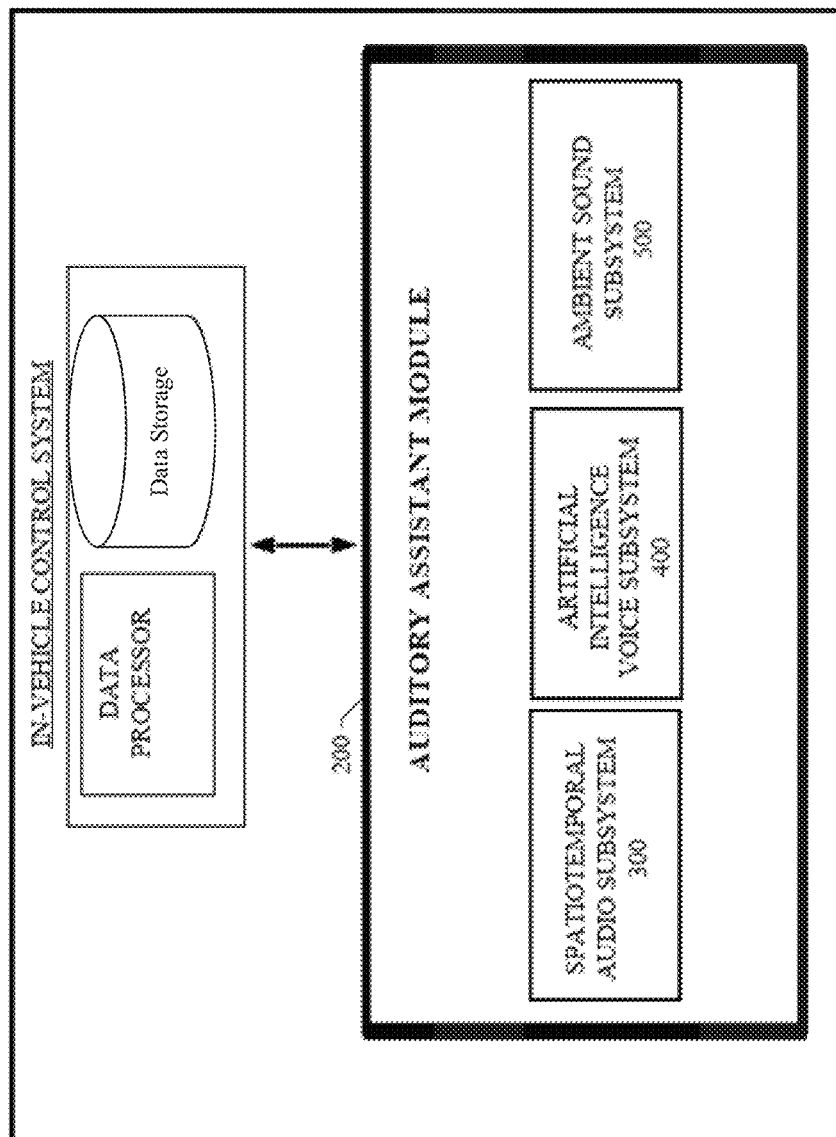 IN-VEHICLE CONTROL SYSTEM
DATA
PROCESSOR
Data Storage
200
AUDITORY ASSISTANT MODULE
SPATIOTEMPORAL
AUDIO SUBSYSTEM
300
ARTIFICIAL
INTELLIGENCE
VOICE SUBSYSTEM
400
AMBIENT SOUND
SUBSYSTEM
500